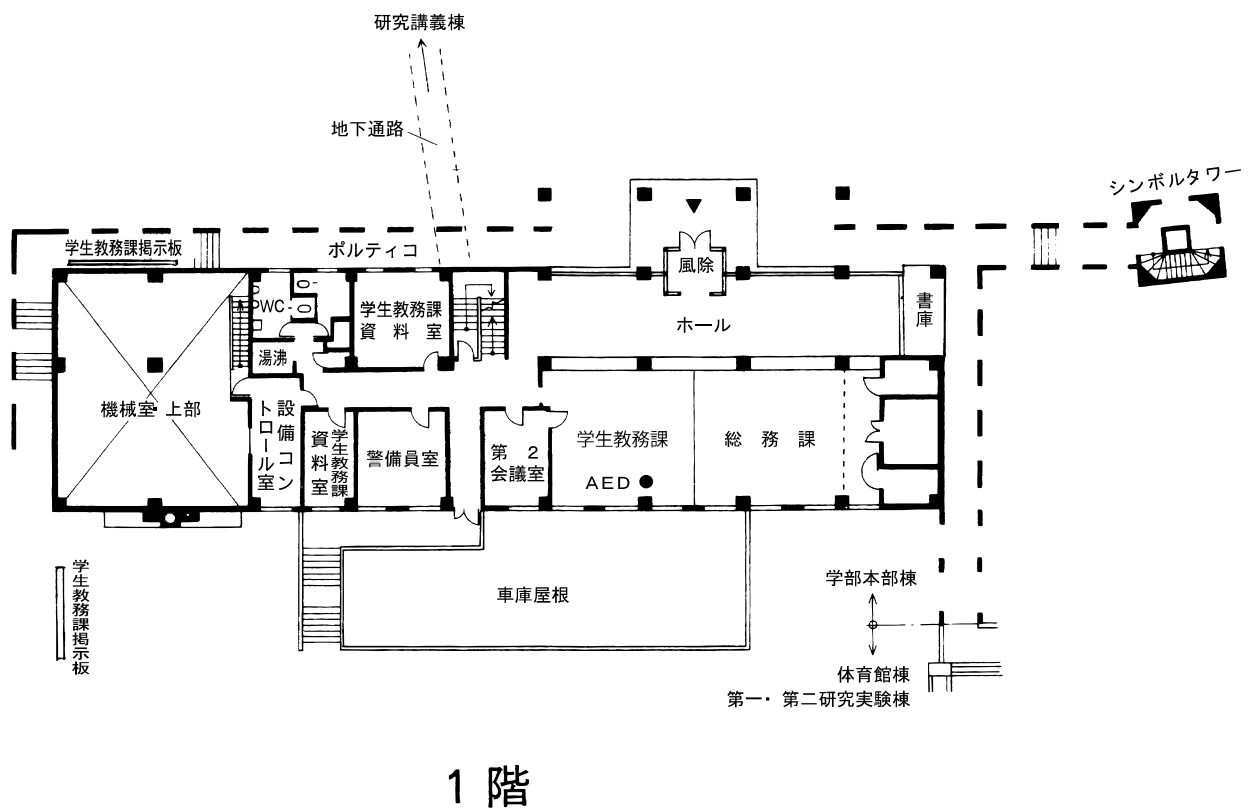 研究講義棟
地下通路
シンボルタワー
学生教務課掲示板
ポルティコ
風除
WC
学生教務課
資料室
ホール
書庫
湯沸
機械室・上部
設備コン
トロール室
学生教務課
資料室
警備員室
第2
会議室
学生教務課
総務課
AED
学生教務課掲示板
車庫屋根
学部本部棟
体育館棟
第一・第二研究実験棟
1階